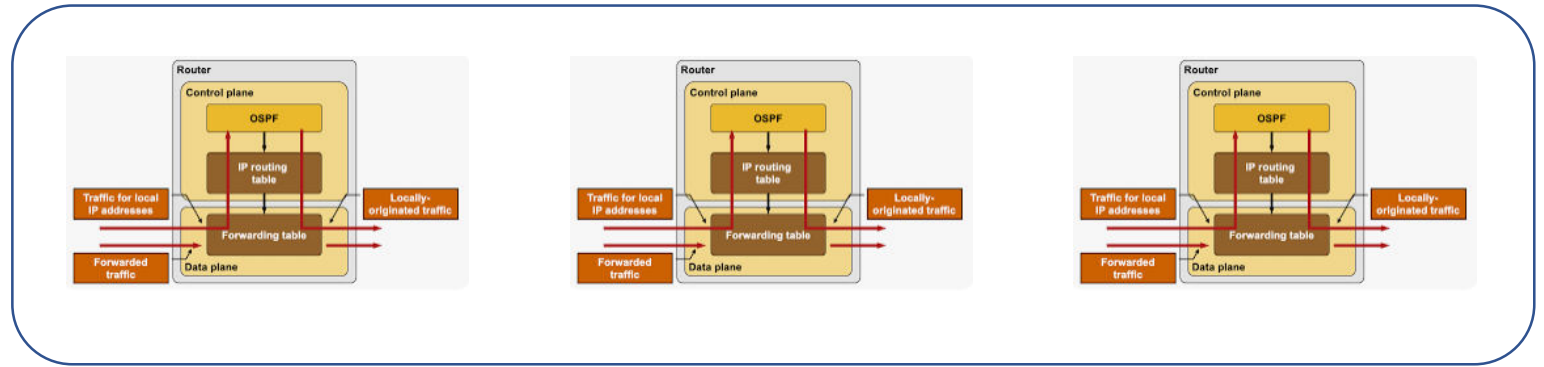 Router
Control plane
OSPF
IP routing
table
Traffic for local
IP addresses
Locally-
originated traffic
Forwarding table
Forwarded
traffic
Data plane
Router
Control plane
OSPF
IP routing
table
Traffic for local
IP addresses
Locally-
originated traffic
Forwarding table
Forwarded
traffic
Data plane
Router
Control plane
OSPF
IP routing
table
Traffic for local
IP addresses
Locally-
originated traffic
Forwarding table
Forwarded
traffic
Data plane